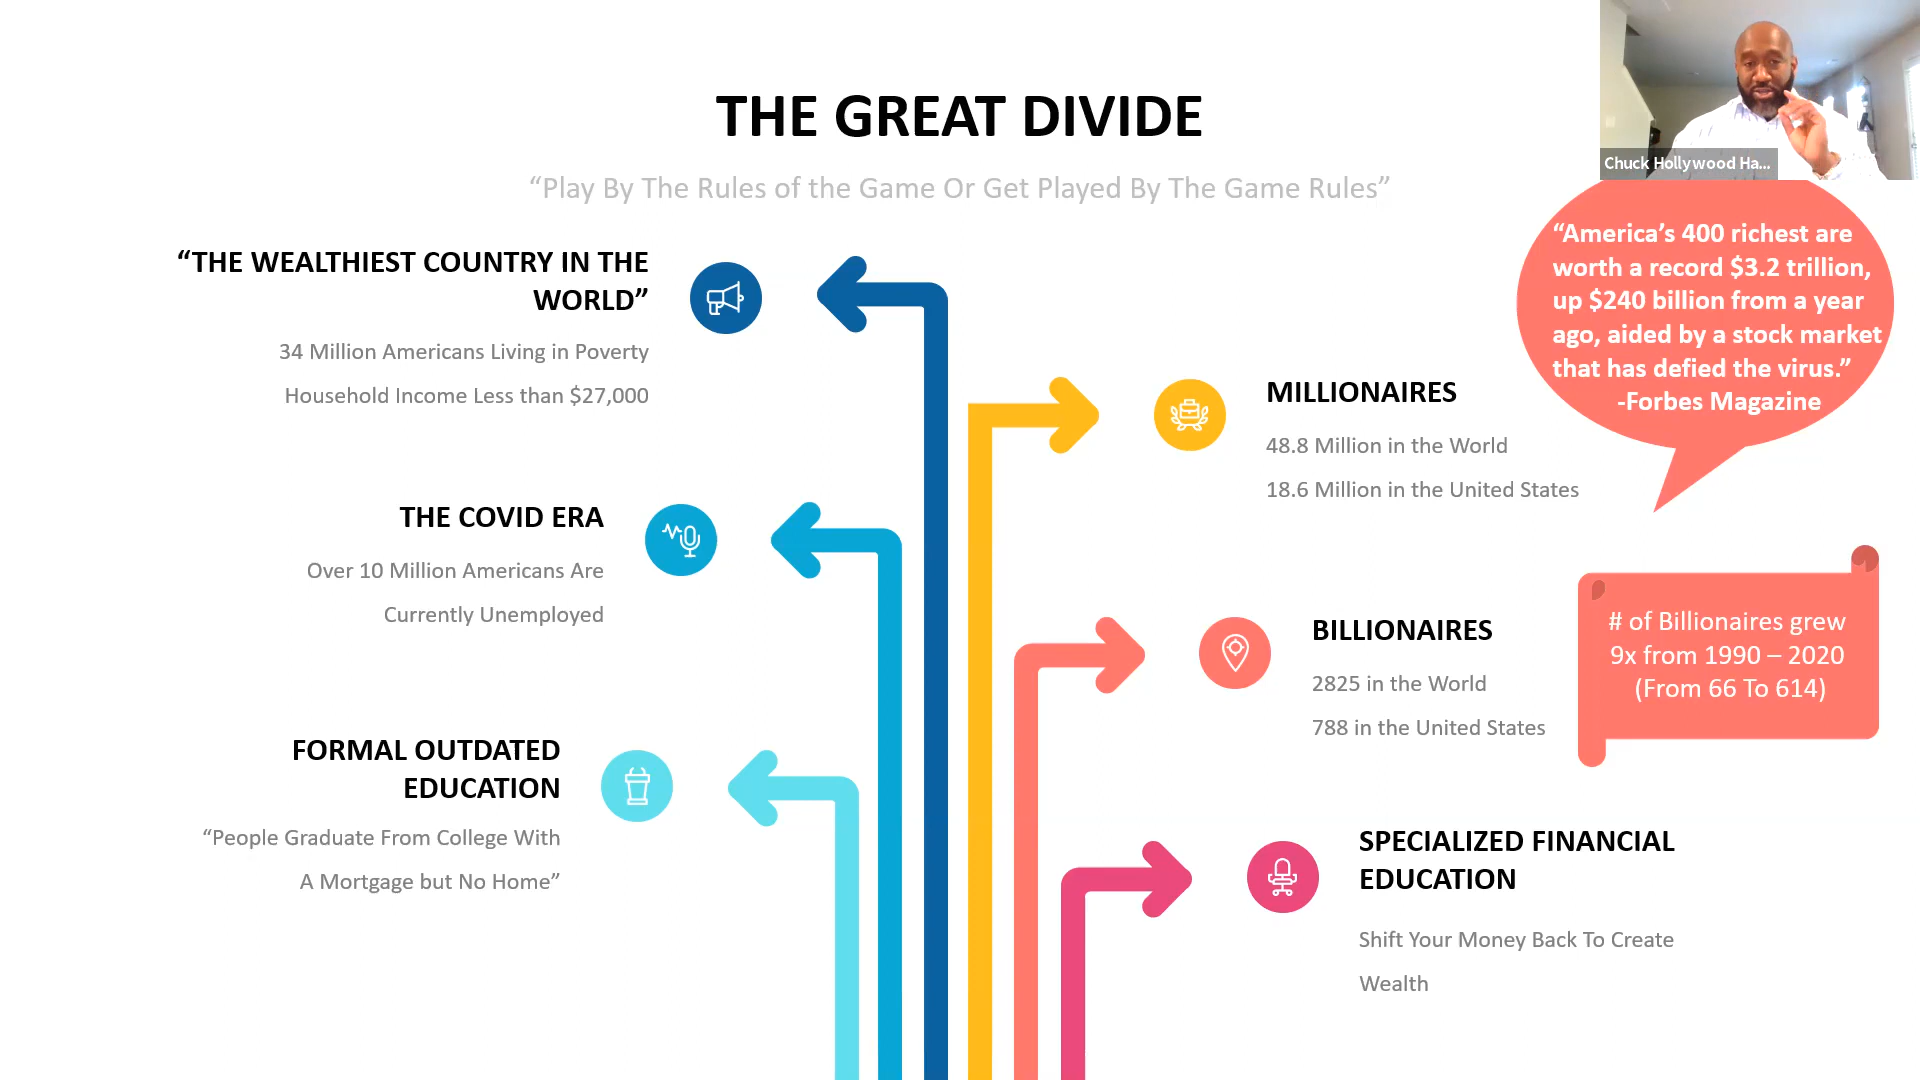 THE GREAT DIVIDE
“Play By The Rules of the Game Or Get Played By The Game Rules”
“THE WEALTHIEST COUNTRY IN THE
WORLD”
34 Million Americans Living in Poverty
Household Income Less than $27,000
THE COVID ERA
Over 10 Million Americans Are
Currently Unemployed
FORMAL OUTDATED
EDUCATION
“People Graduate From College With
A Mortgage but No Home”
MILLIONAIRES
48.8 Million in the World
18.6 Million in the United States
BILLIONAIRES
2825 in the World
788 in the United States
SPECIALIZED FINANCIAL
EDUCATION
Shift Your Money Back To Create
Wealth
Chuck Hollywood Ha...
“America’s 400 richest are
worth a record $3.2 trillion,
up $240 billion from a year
ago, aided by a stock market
that has defied the virus.”
-Forbes Magazine
# of Billionaires grew
9x from 1990 – 2020
(From 66 To 614)